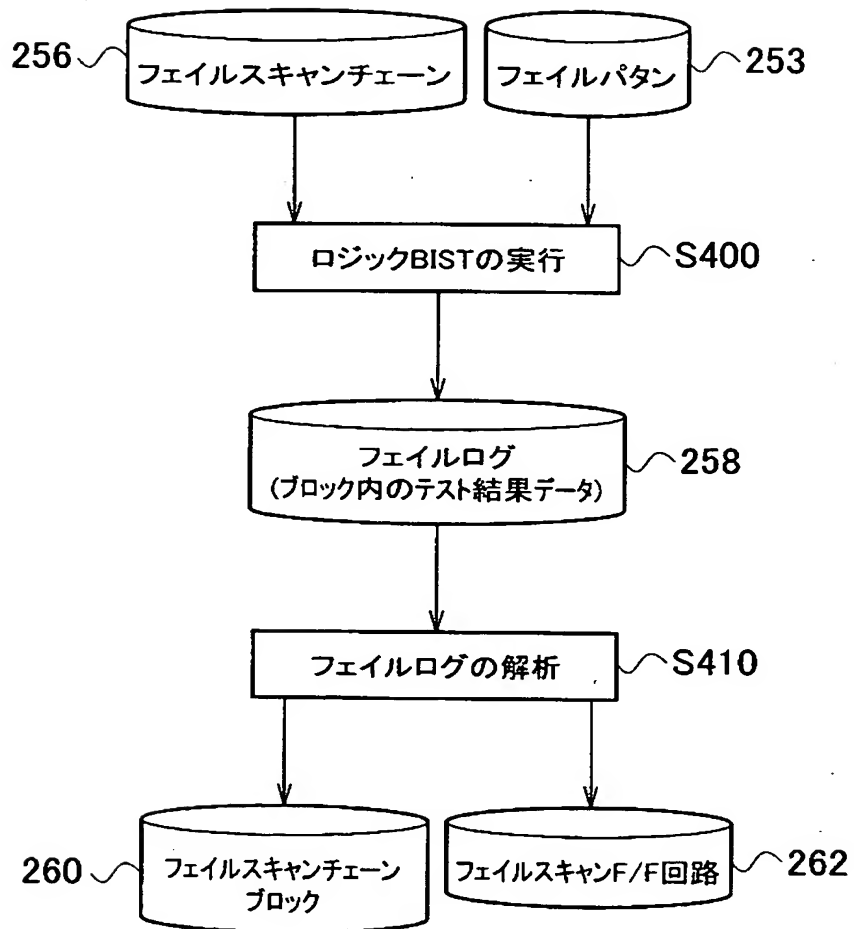 256
フェイルスキャンチェーン
フェイルパタン
253
ロジックBISTの実行
S400
フェイルログ
(ブロック内のテスト結果データ)
258
フェイルログの解析
S410
260
フェイルスキャンチェーン
ブロック
フェイルスキャンF/F回路
262